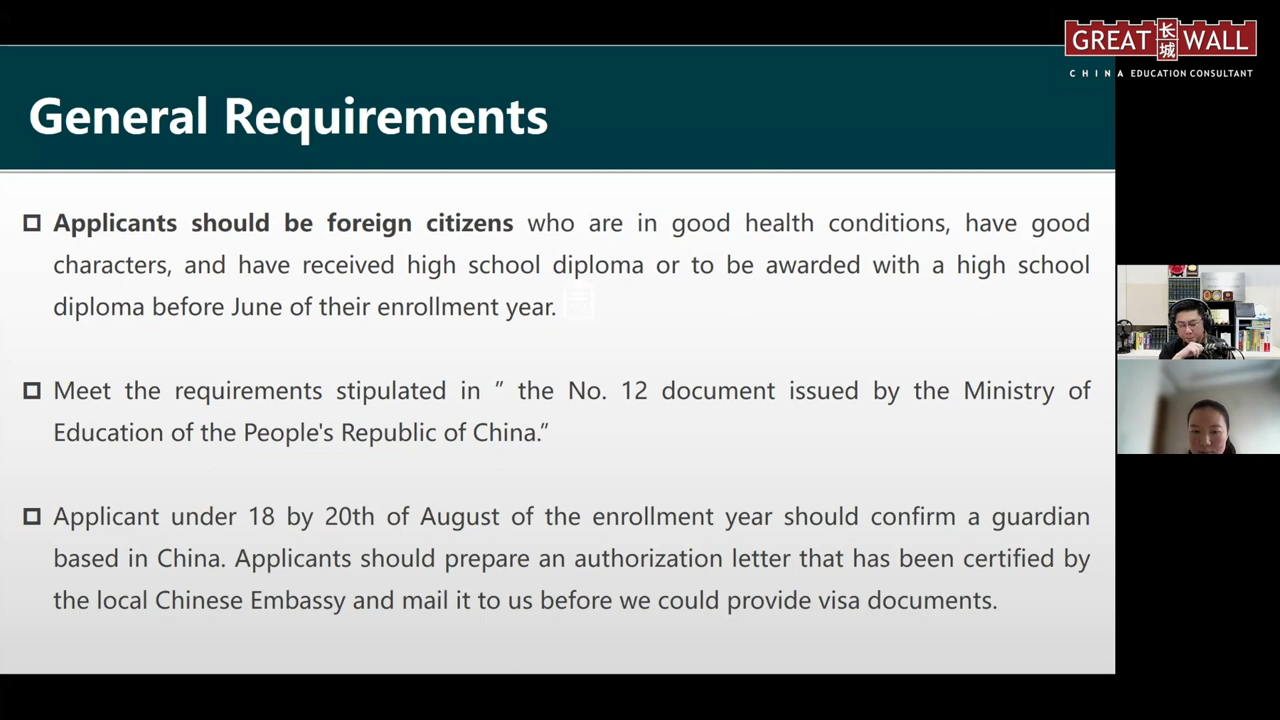 GREAT 长城 WALL
CHINA EDUCATION CONSULTANT
General Requirements
Applicants should be foreign citizens who are in good health conditions, have good
characters, and have received high school diploma or to be awarded with a high school
diploma before June of their enrollment year.
Meet the requirements stipulated in ” the No. 12 document issued by the Ministry of
Education of the People's Republic of China.”
Applicant under 18 by 20th of August of the enrollment year should confirm a guardian
based in China. Applicants should prepare an authorization letter that has been certified by
the local Chinese Embassy and mail it to us before we could provide visa documents.